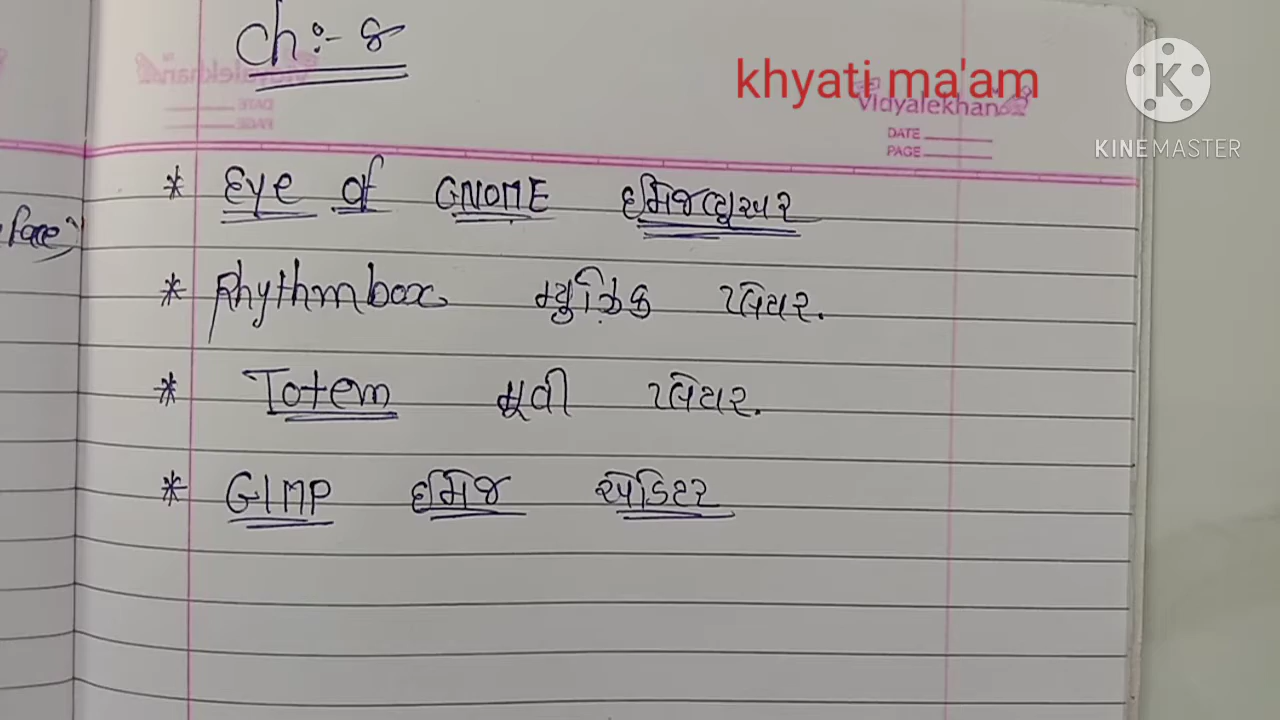 Ch :- 8
khyati ma'am
Vidyalekhan
DATE
PAGE
KINEMASTER
* Eye of GNOME ઇમિજવ્યૂઅર
* Rhythmbox મ્યુઝિક પ્લેયર.
* Totem મૂવી પ્લેયર.
* GIMP ઇમિજ એડિટર